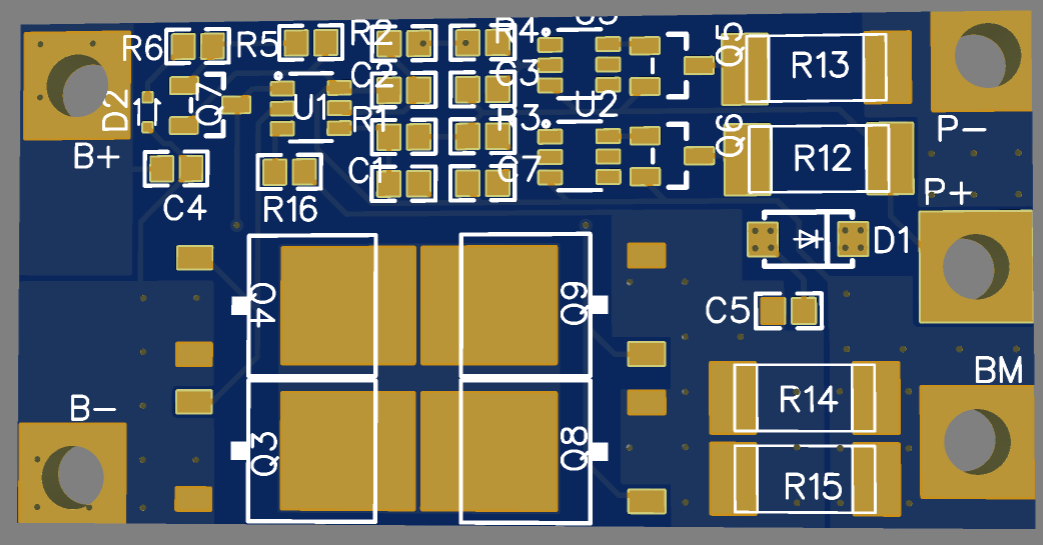 R6
R5
R2
R4
U3
Q5
R13
C2
C3
D2
Q7
U1
U2
R1
R3
Q6
R12
P-
B+
C1
C7
P+
C4
R16
D1
Q4
Q9
C5
BM
B-
R14
Q3
Q8
R15